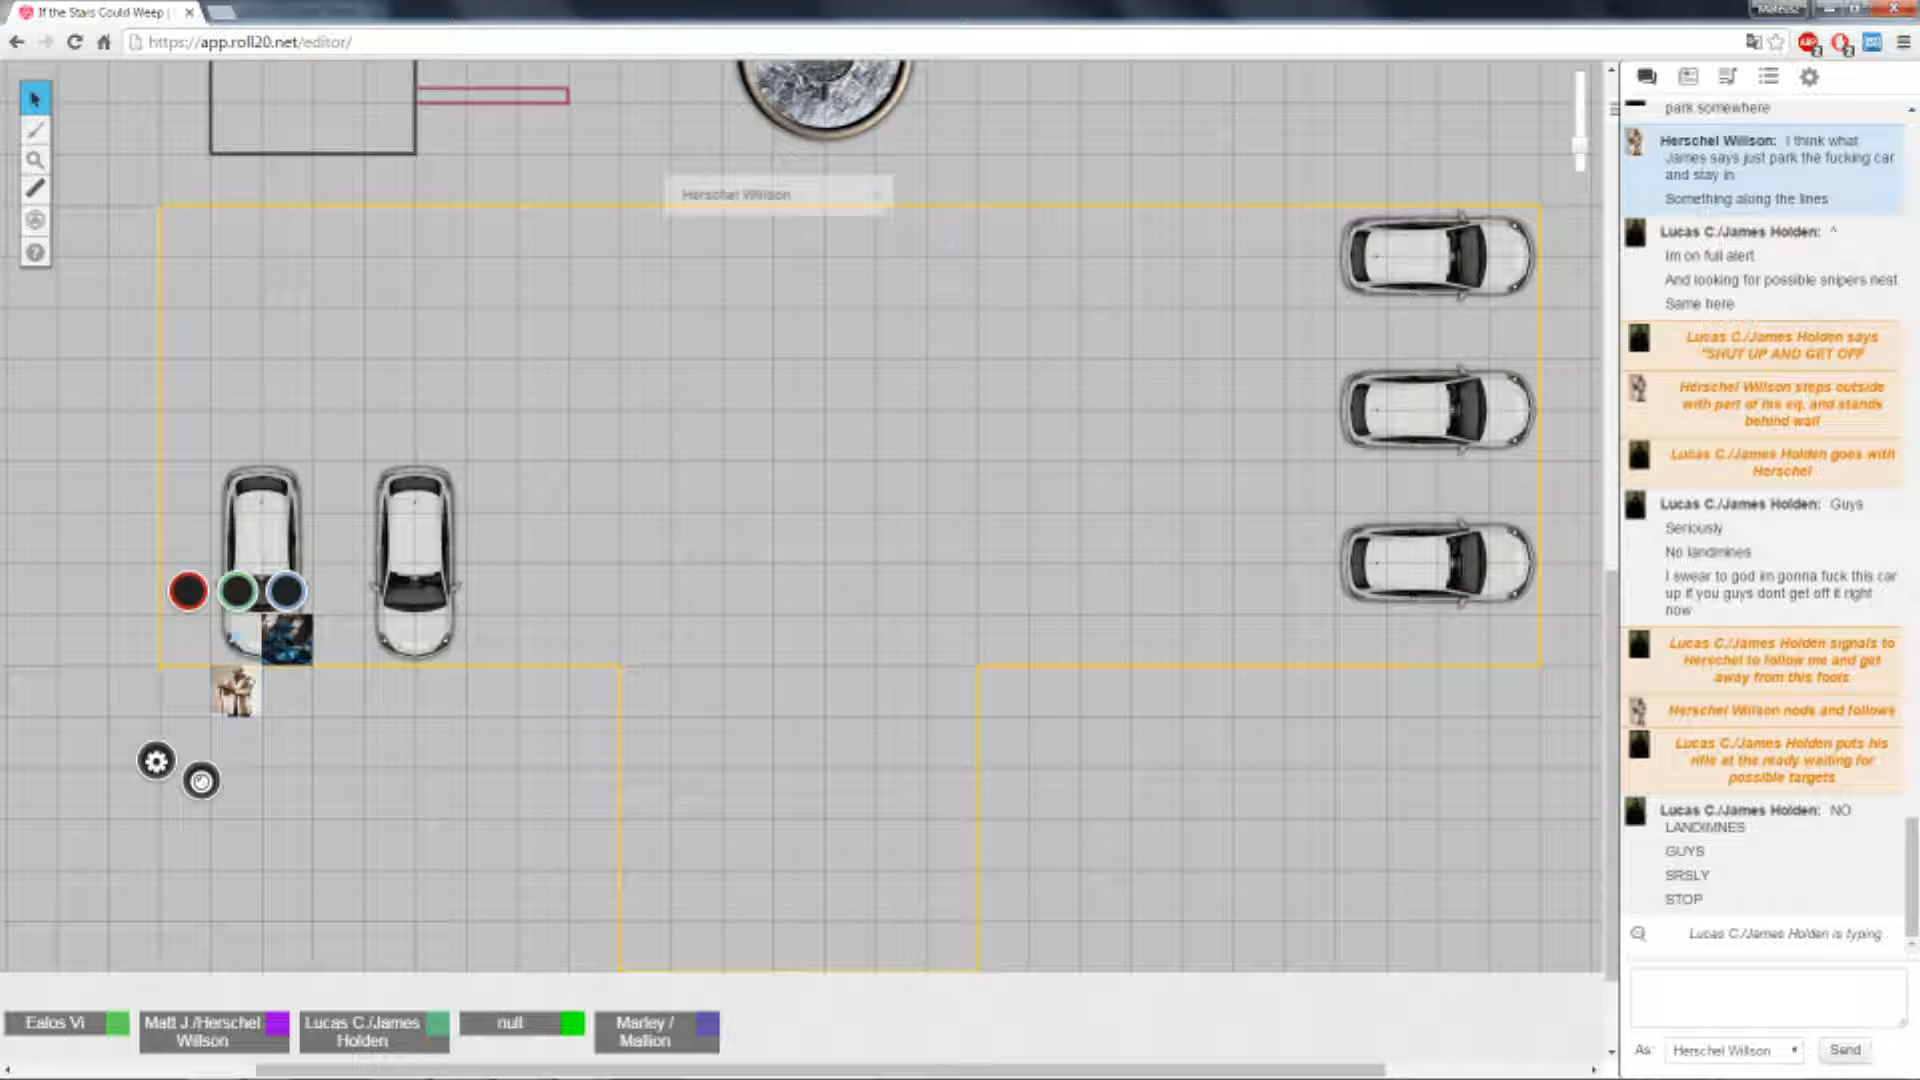 If the Stars Could Weep |
Mateusz
https://app.roll20.net/editor/
park somewhere
Herschel Willson: I think what
James says just park the fucking car
and stay in
Something along the lines
Lucas C./James Holden: ^
Im on full alert
And looking for possible snipers nest
Same here
Lucas C./James Holden says
"SHUT UP AND GET OFF
Herschel Willson steps outside
with part of his eq, and stands
behind wall
Lucas C./James Holden goes with
Herschel
Lucas C./James Holden: Guys
Seriously
No landmines
I swear to god im gonna fuck this car
up if you guys dont get off it right
now
Lucas C./James Holden signals to
Herschel to follow me and get
away from this fools
Herschel Willson nods and follows
Lucas C./James Holden puts his
rifle at the ready waiting for
possible targets
Lucas C./James Holden: NO
LANDIMNES
GUYS
SRSLY
STOP
Lucas C./James Holden is typing
As: Herschel Willson
Send
Herschel Willson
Ealos Vi
Matt J./Herschel
Willson
Lucas C./James
Holden
null
Marley /
Mallion